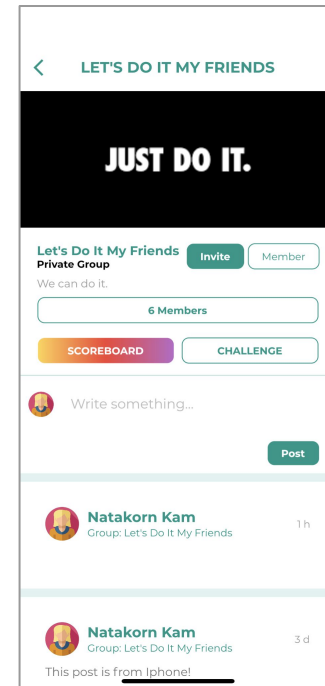 LET'S DO IT MY FRIENDS
JUST DO IT.
Let's Do It My Friends
Private Group
Invite
Member
We can do it.
6 Members
SCOREBOARD
CHALLENGE
Write something...
Post
Natakorn Kam
1 h
Group: Let's Do It My Friends
Natakorn Kam
3 d
Group: Let's Do It My Friends
This post is from Iphone!